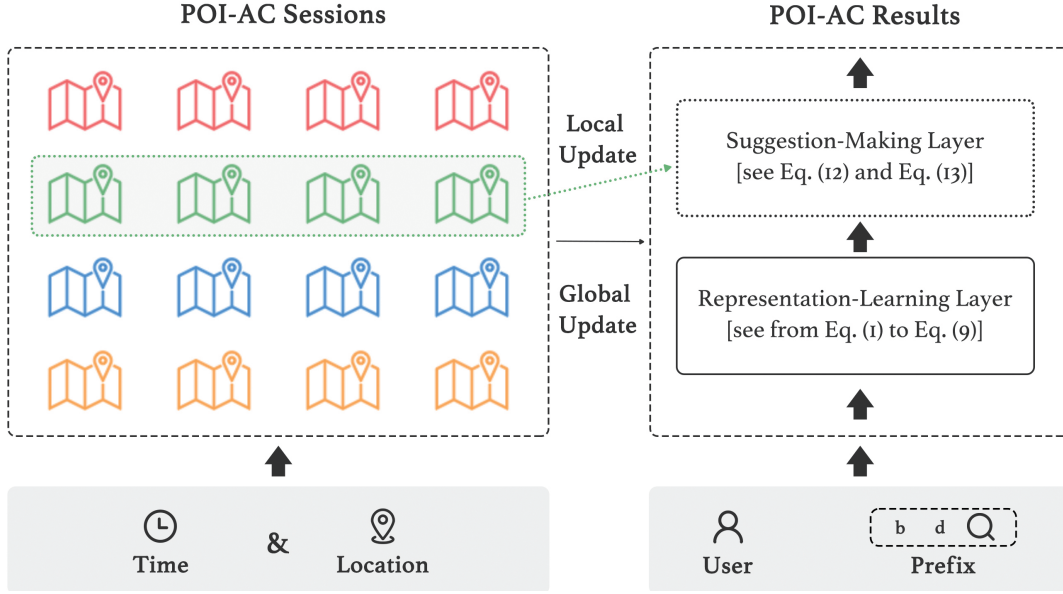 POI-AC Sessions
POI-AC Results
Local
Update
Suggestion-Making Layer
[see Eq. (12) and Eq. (13)]
Global
Update
Representation-Learning Layer
[see from Eq. (1) to Eq. (9)]
Time
&
Location
User
b d
Prefix